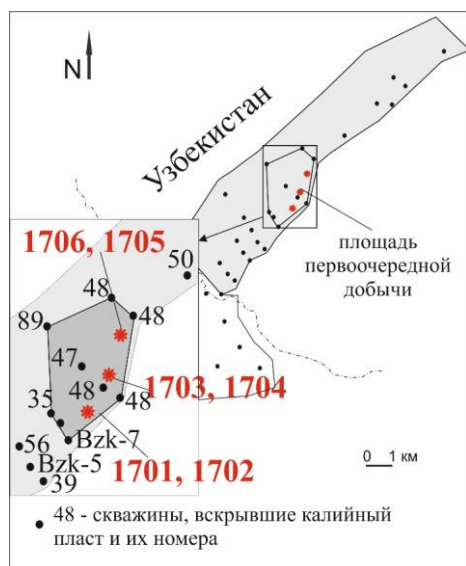 N
Узбекистан
площадь
первоочередной
добычи
1706, 1705
50
48
48
89
47
1703, 1704
48
48
35
Bzk-7
56
1701, 1702
Bzk-5
39
0 1 км
48 - скважины, вскрывшие калийный
пласт и их номера